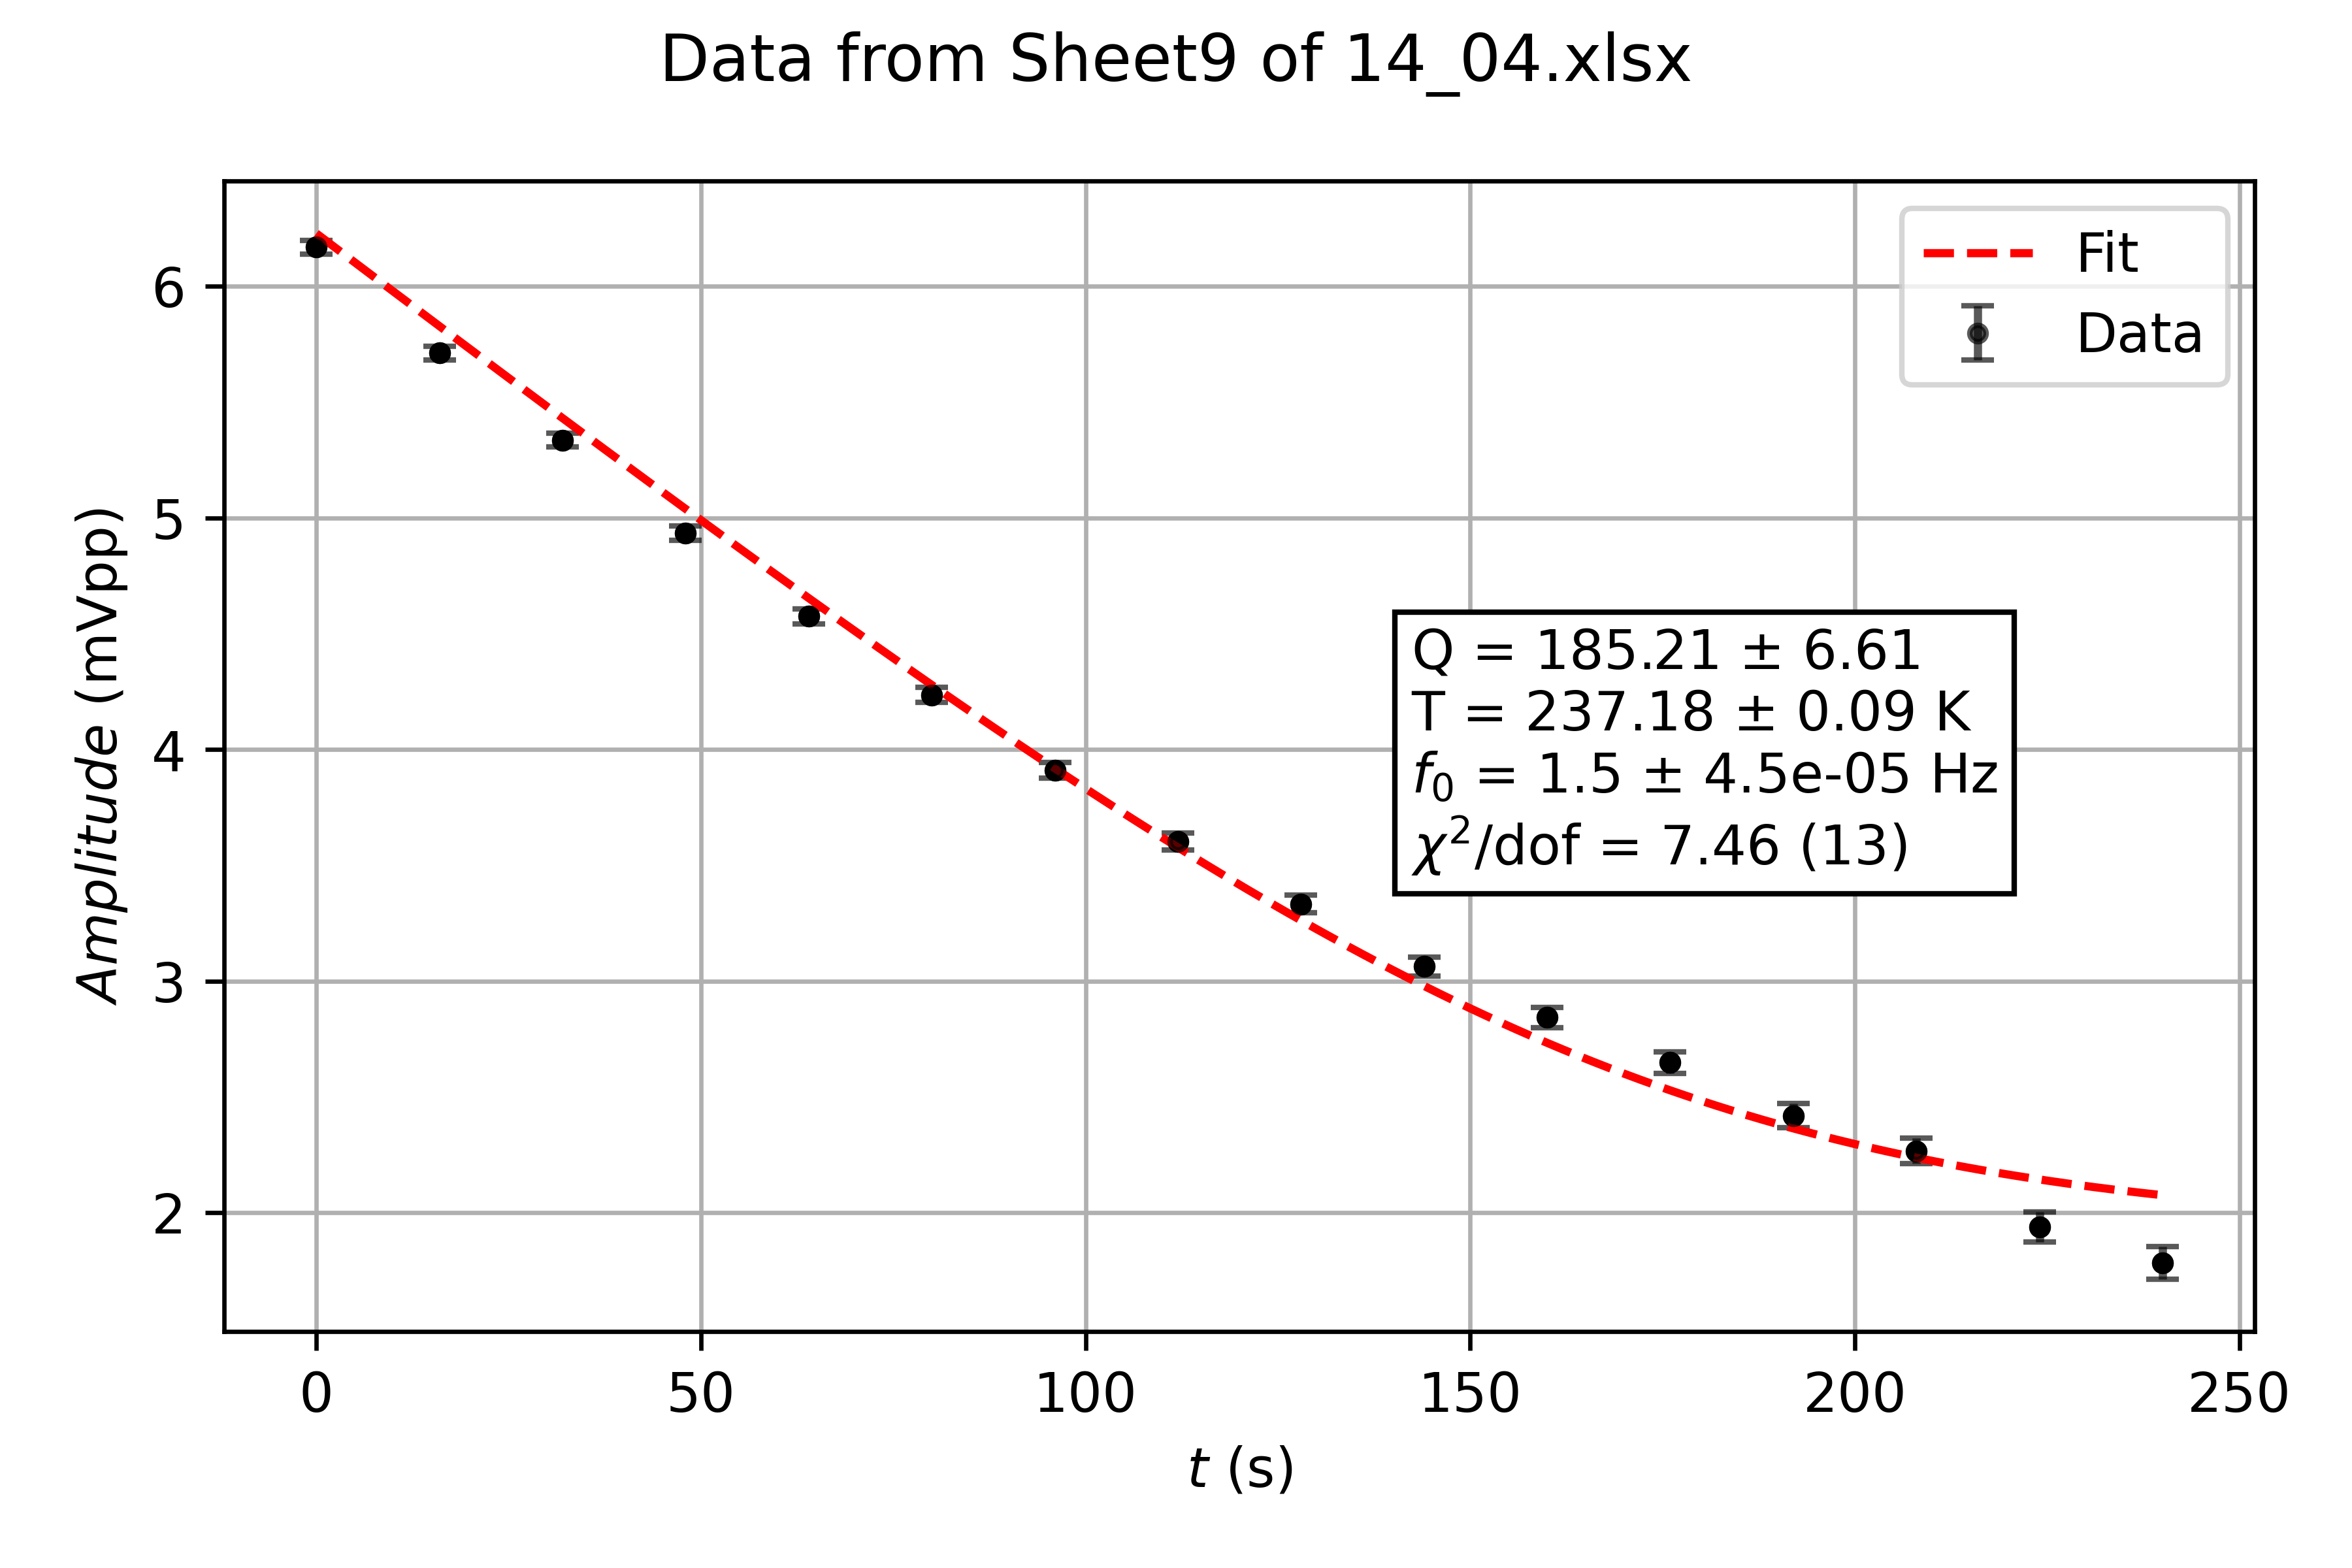 Data from Sheet9 of 14_04.xlsx
Fit
Data
6
5
4
3
2
Amplitude (mVpp)
Q = 185.21 ± 6.61
T = 237.18 ± 0.09 K
f₀ = 1.5 ± 4.5e-05 Hz
χ²/dof = 7.46 (13)
0 50 100 150 200 250
t (s)